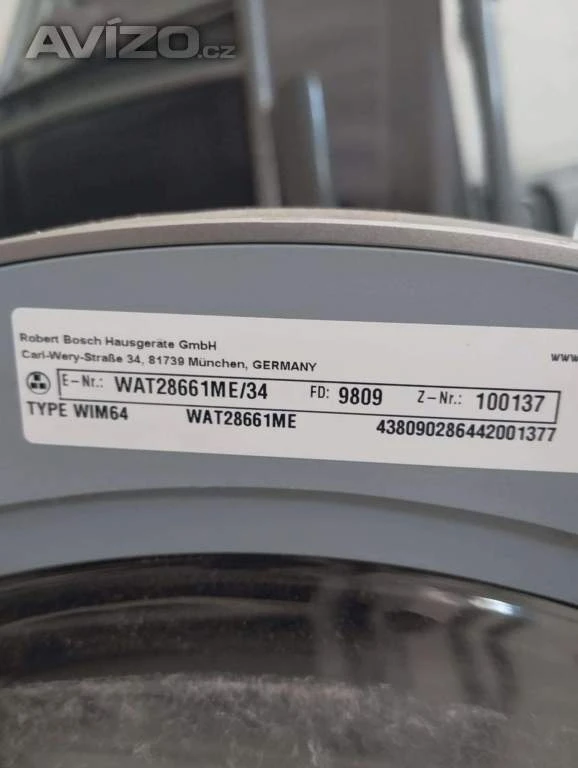 AVÍZO.cz
Robert Bosch Hausgeräte GmbH
Carl-Wery-Straße 34, 81739 München, GERMANY
www.
E-Nr.: WAT28661ME/34 FD: 9809 Z-Nr.: 100137
TYPE WIM64 WAT28661ME 438090286442001377